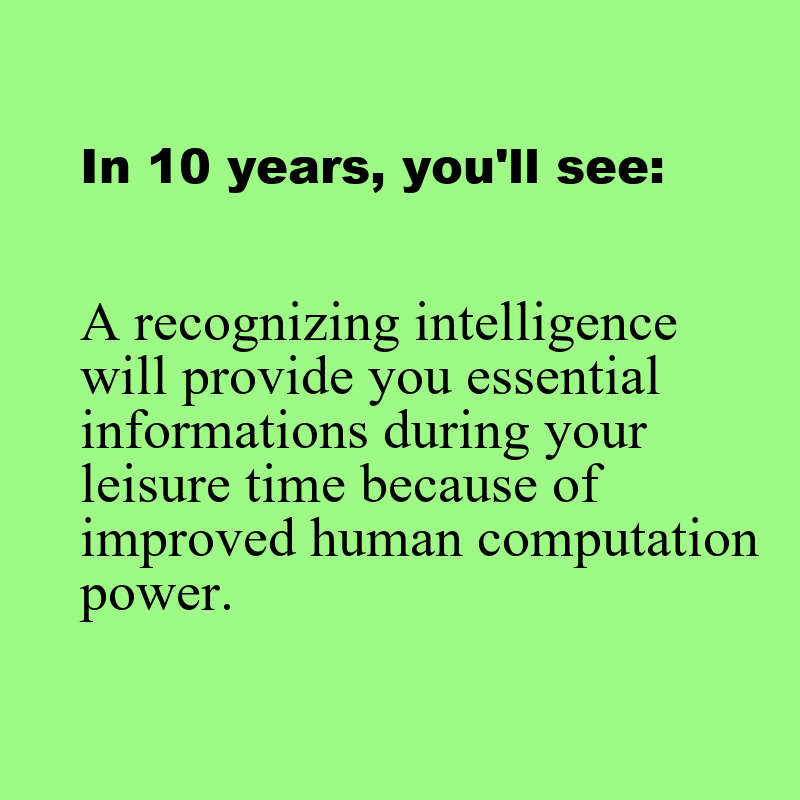 In 10 years, you'll see:
A recognizing intelligence
will provide you essential
informations during your
leisure time because of
improved human computation
power.